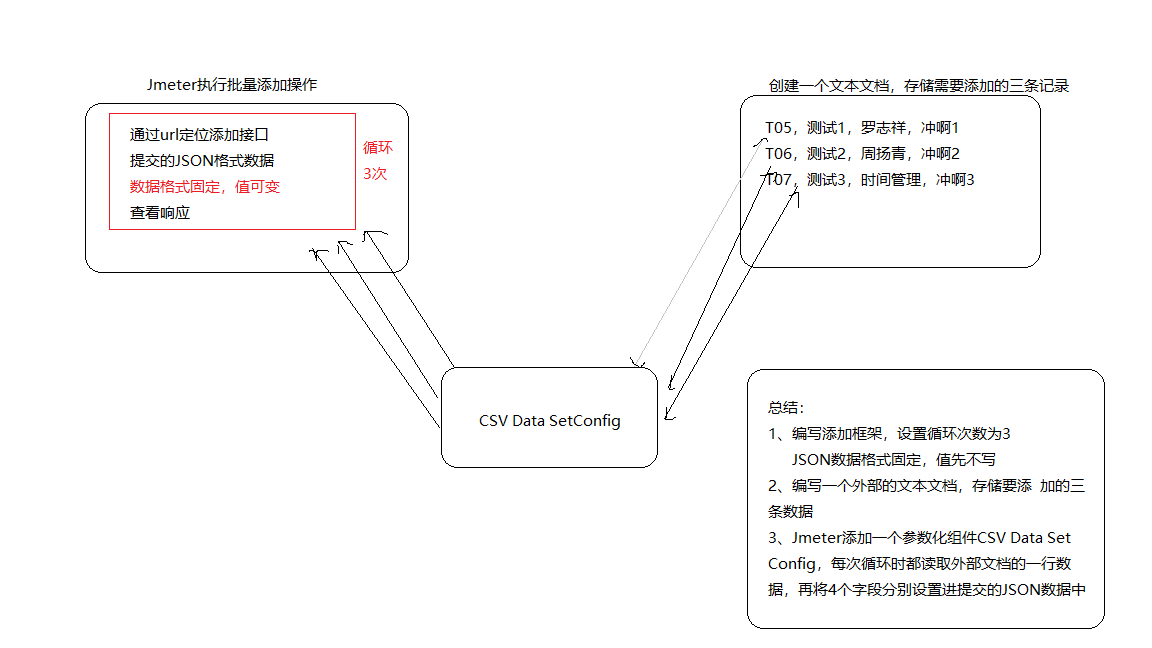 Jmeter执行批量添加操作
通过url定位添加接口
提交的JSON格式数据
数据格式固定，值可变
查看响应
循环
3次
创建一个文本文档，存储需要添加的三条记录
T05，测试1，罗志祥，冲啊1
T06，测试2，周扬青，冲啊2
T07，测试3，时间管理，冲啊3
CSV Data SetConfig
总结：
1、编写添加框架，设置循环次数为3
JSON数据格式固定，值先不写
2、编写一个外部的文本文档，存储要添 加的三
条数据
3、Jmeter添加一个参数化组件CSV Data Set
Config，每次循环时都读取外部文档的一行数
据，再将4个字段分别设置进提交的JSON数据中